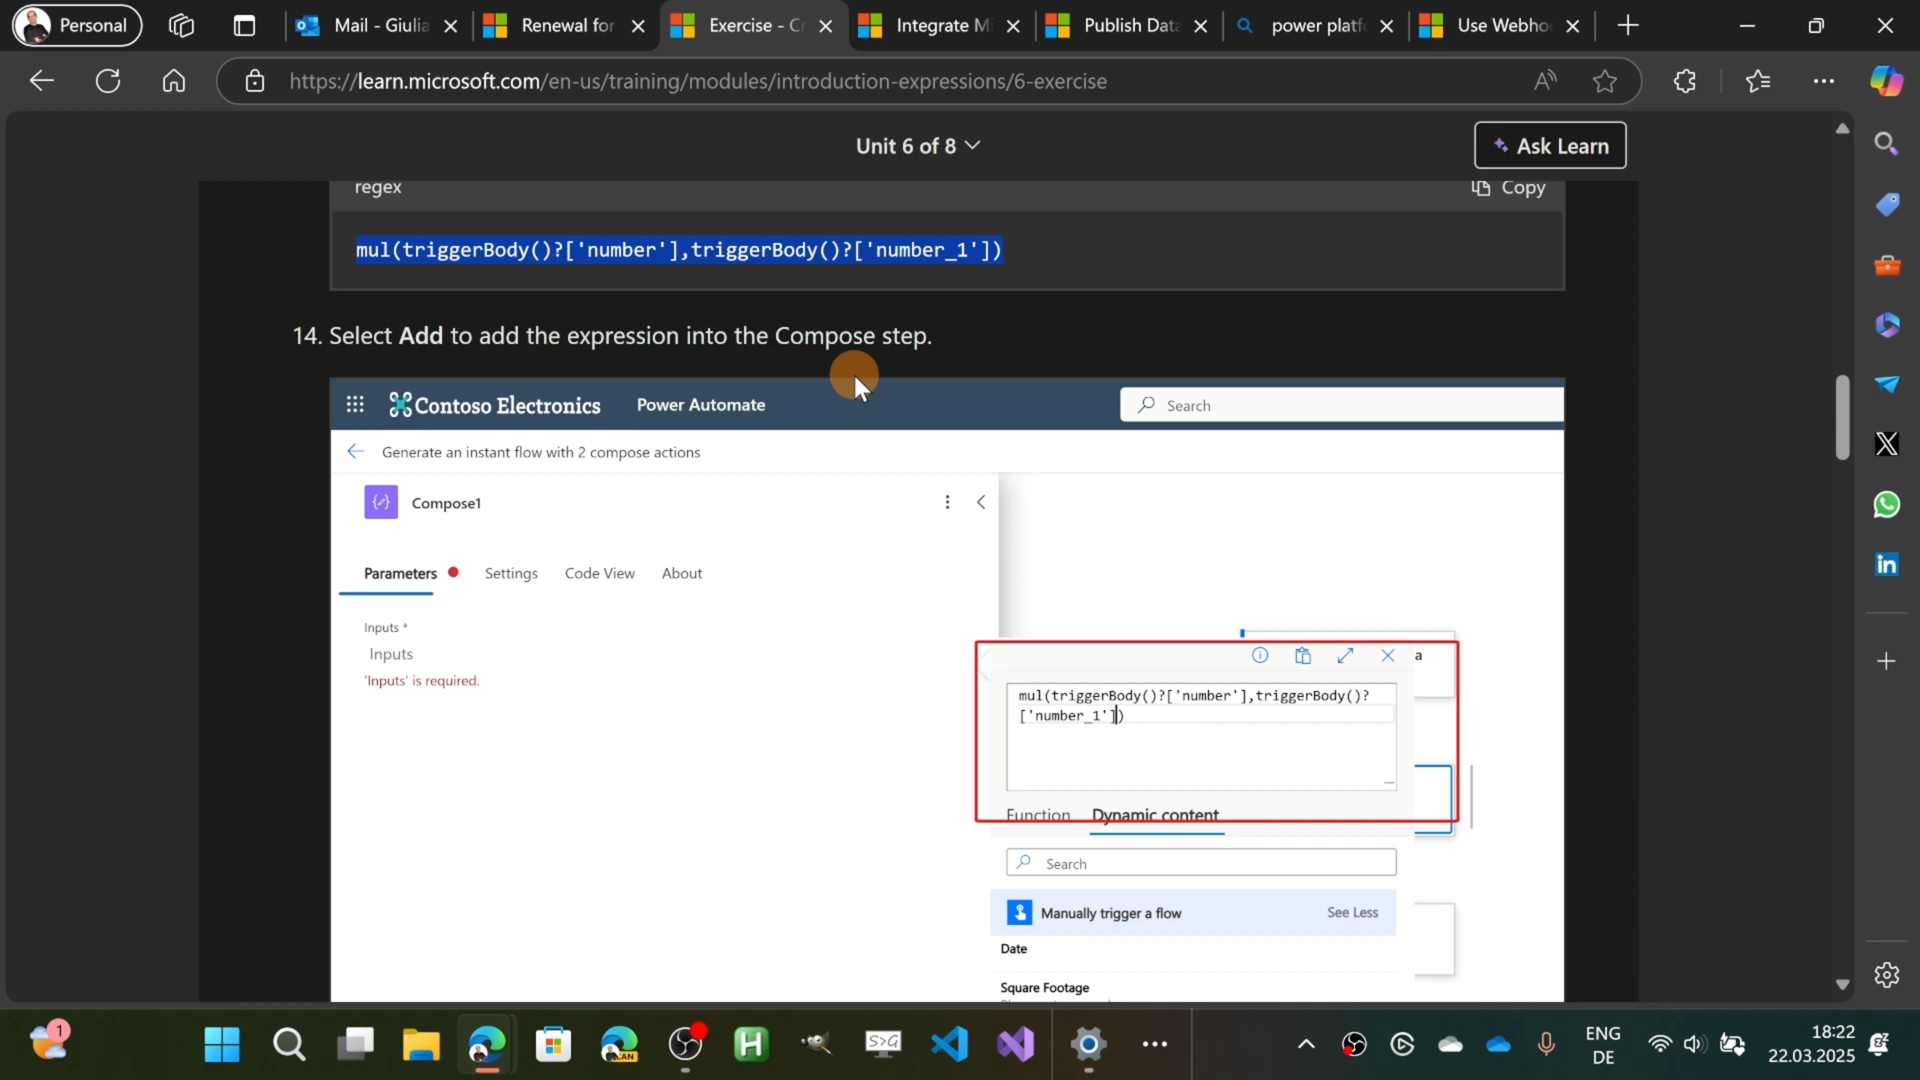 Personal
Mail - Giulia
Renewal for
Exercise - Cr
Integrate Mi
Publish Data
power platf
Use Webhoo
https://learn.microsoft.com/en-us/training/modules/introduction-expressions/6-exercise
Unit 6 of 8
Ask Learn
regex
Copy
mul(triggerBody()?['number'],triggerBody()?['number_1'])
14. Select Add to add the expression into the Compose step.
Contoso Electronics
Power Automate
Search
Generate an instant flow with 2 compose actions
Compose1
Parameters
Settings
Code View
About
Inputs *
Inputs
'Inputs' is required.
a
mul(triggerBody()?['number'],triggerBody()?
['number_1'])
Function
Dynamic content
Search
Manually trigger a flow
See Less
Date
Square Footage
1
CAN
S>G
ENG
DE
18:22
22.03.2025